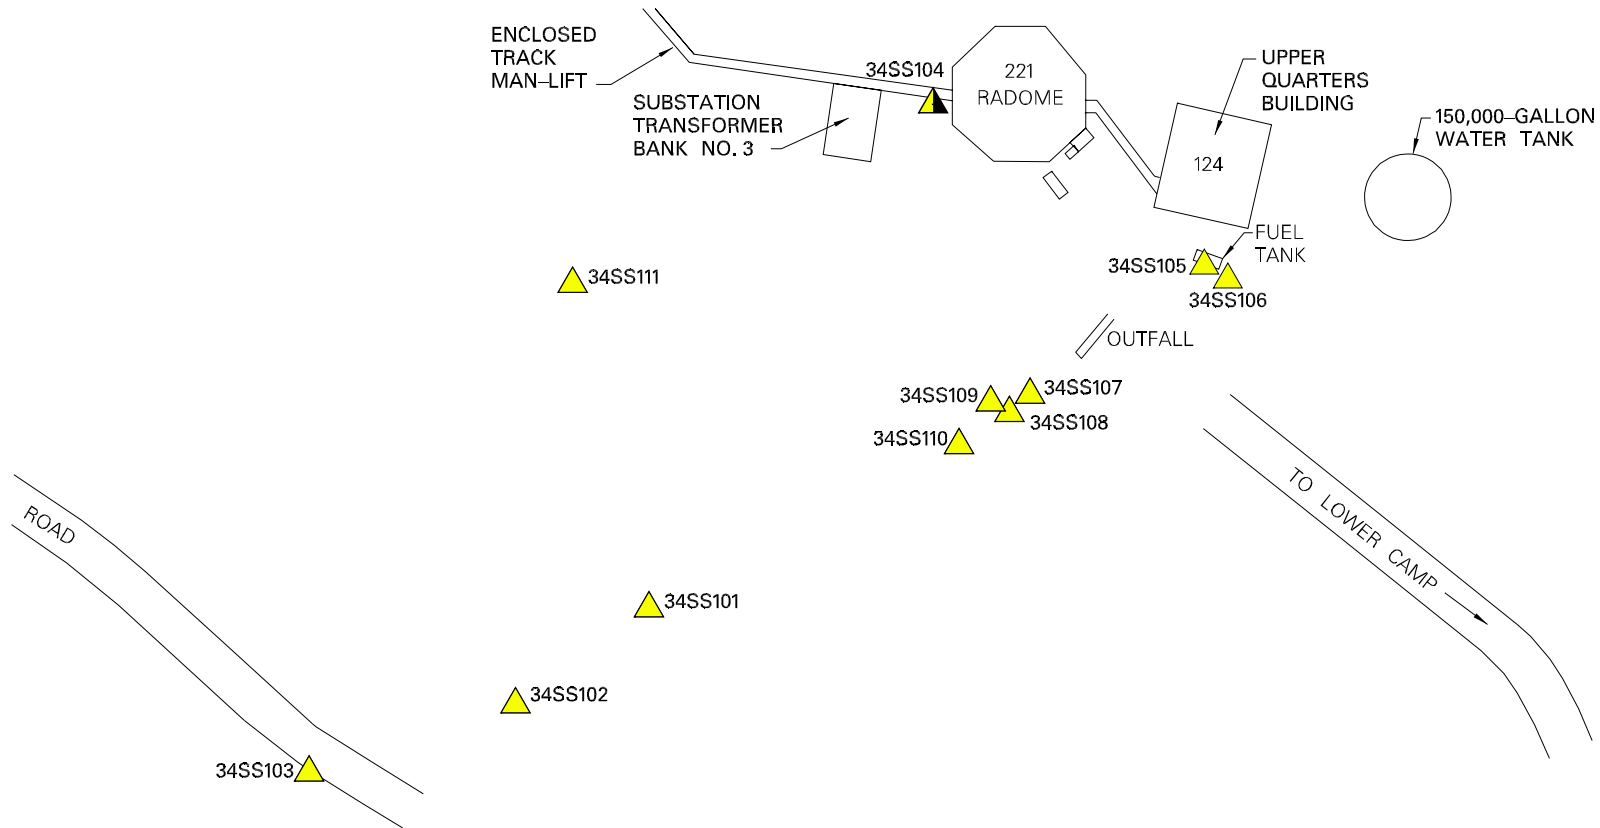 ENCLOSED
TRACK
MAN-LIFT
34SS104
221
RADOME
UPPER
QUARTERS
BUILDING
SUBSTATION
TRANSFORMER
BANK NO. 3
150,000-GALLON
WATER TANK
124
FUEL
TANK
34SS111
34SS105
34SS106
OUTFALL
34SS109
34SS107
34SS108
34SS110
TO LOWER CAMP
ROAD
34SS101
34SS102
34SS103